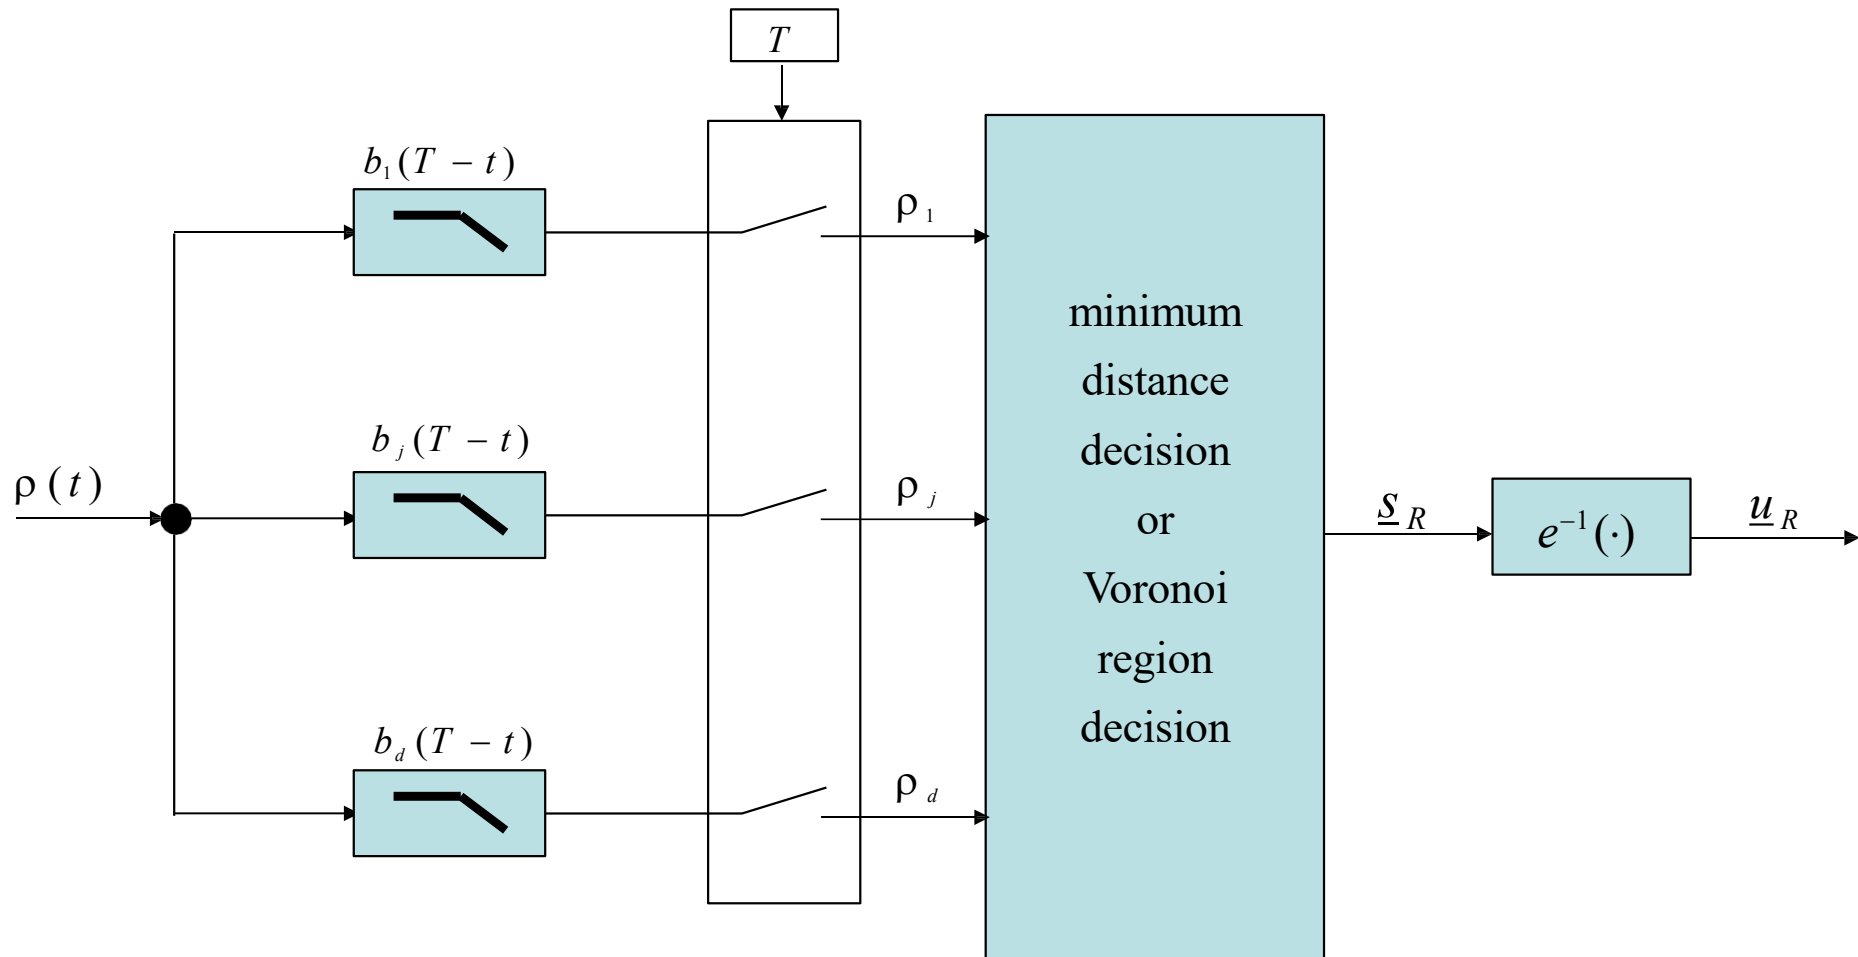 T
b₁(T − t)
ρ₁
minimum
distance
decision
or
Voronoi
region
decision
b_j(T − t)
ρ(t)
ρ_j
s_R
e⁻¹(·)
u_R
b_d(T − t)
ρ_d